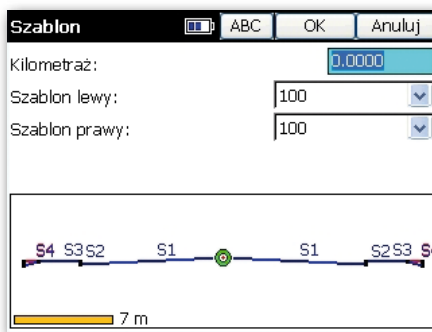 Szablon ABC OK Anuluj
Kilometraż: 0.0000
Szablon lewy: 100
Szablon prawy: 100
S4 S3 S2 S1 S1 S2 S3
7 m